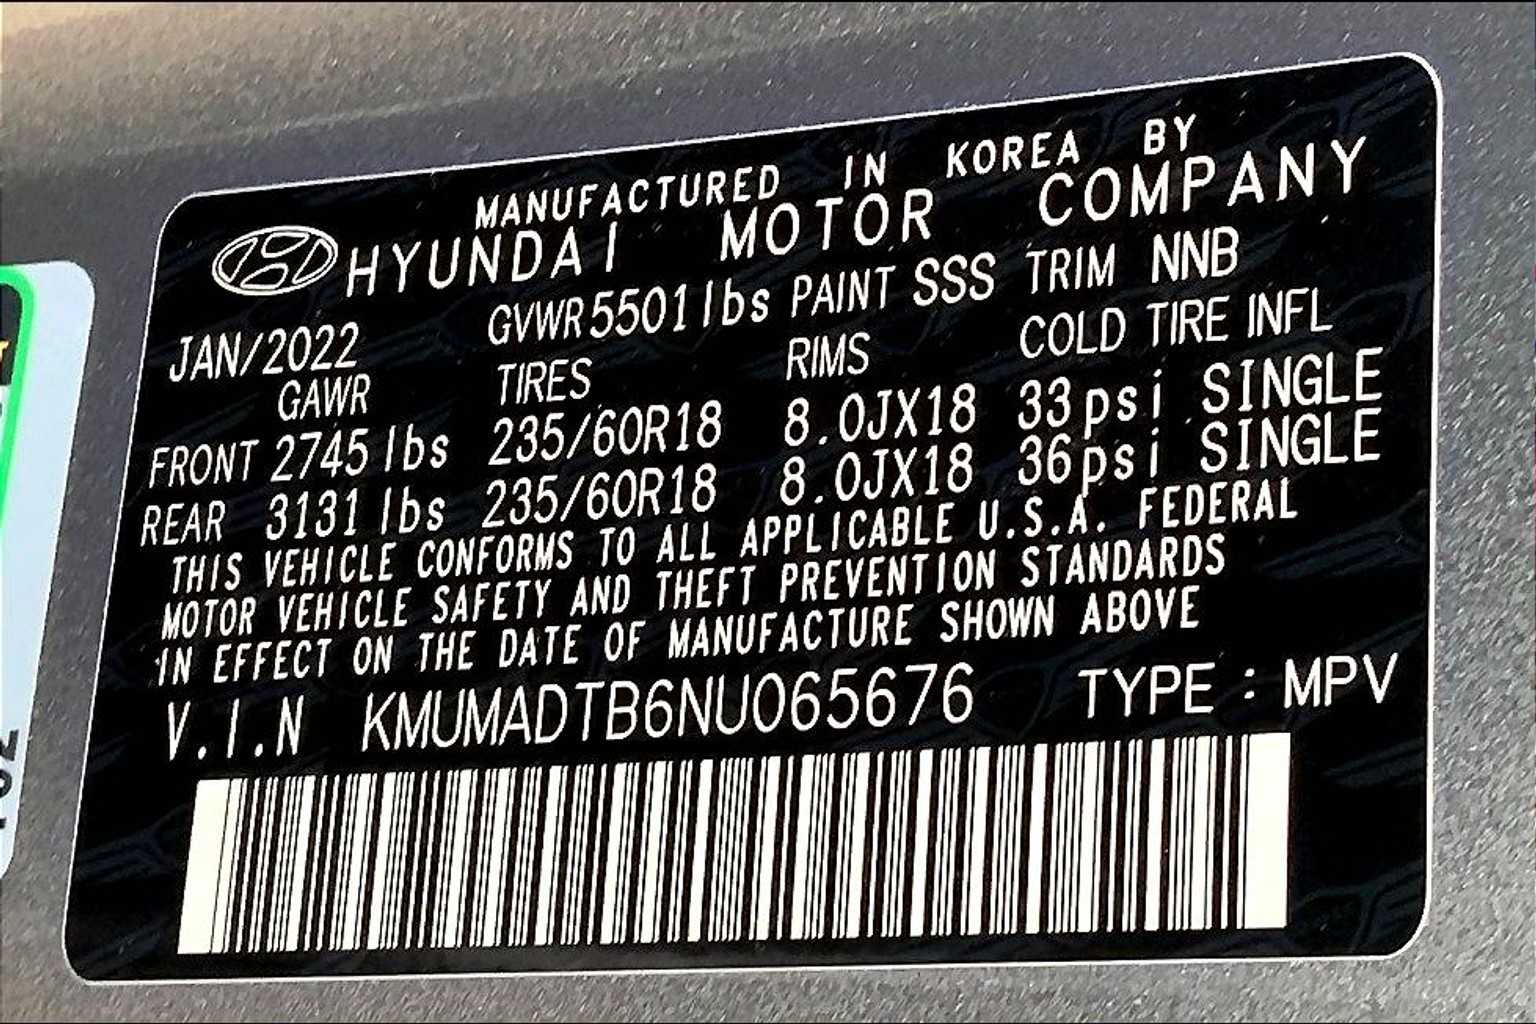 MANUFACTURED IN KOREA BY
HYUNDAI MOTOR COMPANY
JAN/2022 GVWR 5501 lbs PAINT SSS TRIM NNB
GAWR TIRES RIMS COLD TIRE INFL
FRONT 2745 lbs 235/60R18 8.0JX18 33psi SINGLE
REAR 3131 lbs 235/60R18 8.0JX18 36psi SINGLE
THIS VEHICLE CONFORMS TO ALL APPLICABLE U.S.A. FEDERAL
MOTOR VEHICLE SAFETY AND THEFT PREVENTION STANDARDS
IN EFFECT ON THE DATE OF MANUFACTURE SHOWN ABOVE
V.I.N KMUMADTB6NU065676 TYPE : MPV